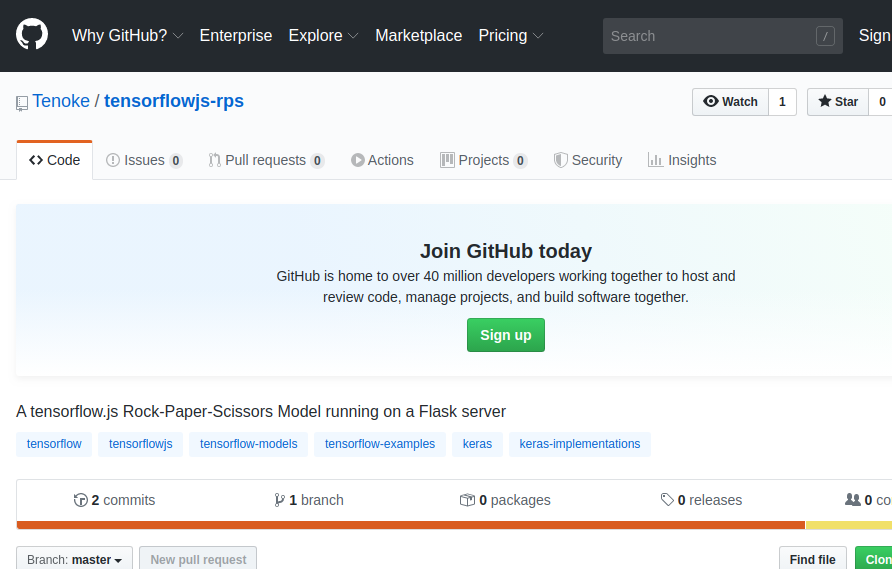 Why GitHub? Enterprise Explore Marketplace Pricing Search / Sign
Tenoke / tensorflowjs-rps Watch 1 Star 0
Code Issues 0 Pull requests 0 Actions Projects 0 Security Insights
Join GitHub today
GitHub is home to over 40 million developers working together to host and
review code, manage projects, and build software together.
Sign up
A tensorflow.js Rock-Paper-Scissors Model running on a Flask server
tensorflow tensorflowjs tensorflow-models tensorflow-examples keras keras-implementations
2 commits 1 branch 0 packages 0 releases 0 co
Branch: master New pull request Find file Clon